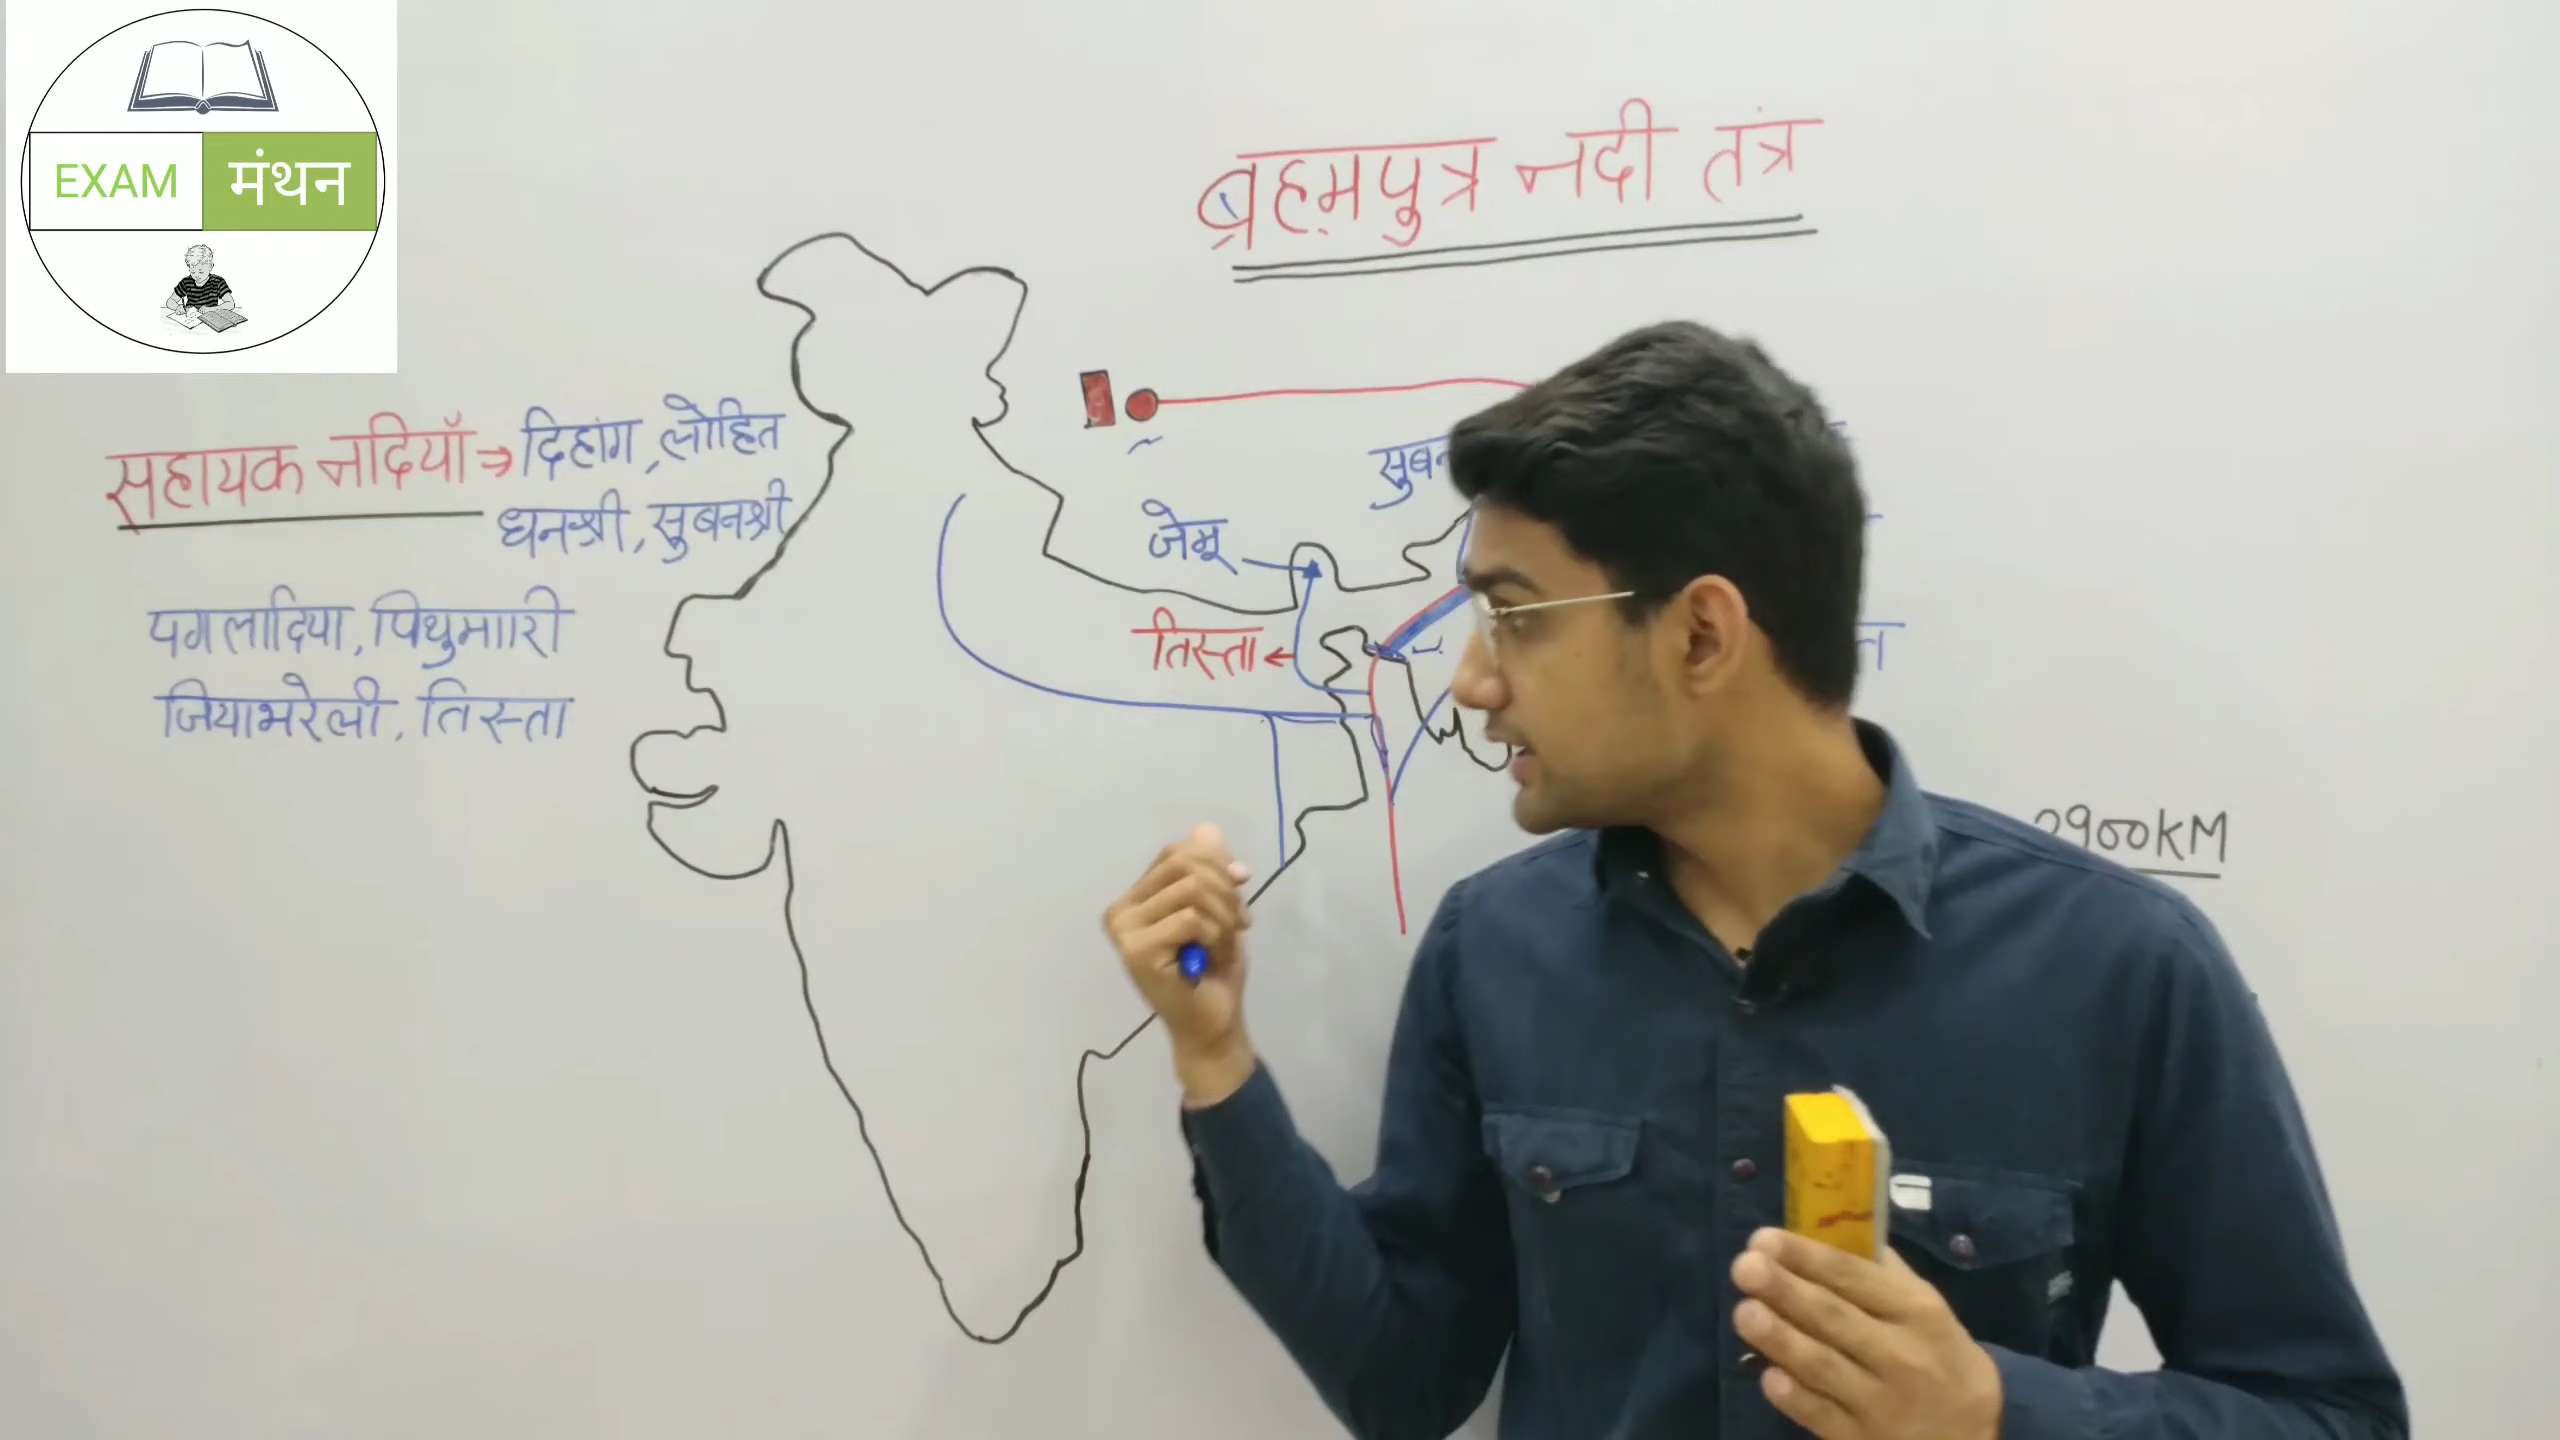 EXAM मंथन
ब्रह्मपुत्र नदी तंत्र
सहायक नदियाँ → दिहांग, लोहित
धनश्री, सुबनश्री
पगलादिया, पिथुमारी
जियाभरेली, तिस्ता
जेमू
तिस्ता ←
2900KM